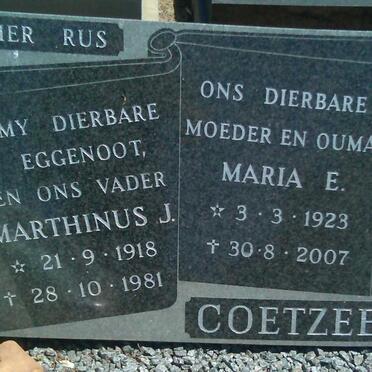 HIER RUS
MY DIERBARE
EGGENOOT,
EN ONS VADER
MARTHINUS J.
☆ 21·9·1918
✝ 28·10·1981
ONS DIERBARE
MOEDER EN OUMA
MARIA E.
☆ 3·3·1923
✝ 30·8·2007
COETZEE